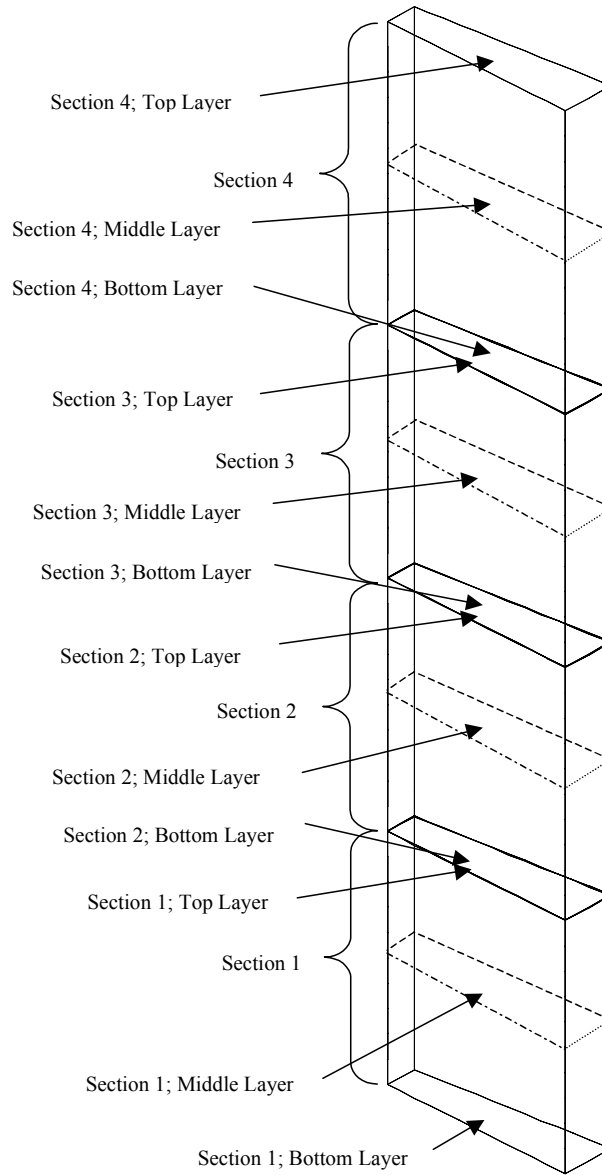 Section 4; Top Layer
Section 4
Section 4; Middle Layer
Section 4; Bottom Layer
Section 3; Top Layer
Section 3
Section 3; Middle Layer
Section 3; Bottom Layer
Section 2; Top Layer
Section 2
Section 2; Middle Layer
Section 2; Bottom Layer
Section 1; Top Layer
Section 1
Section 1; Middle Layer
Section 1; Bottom Layer